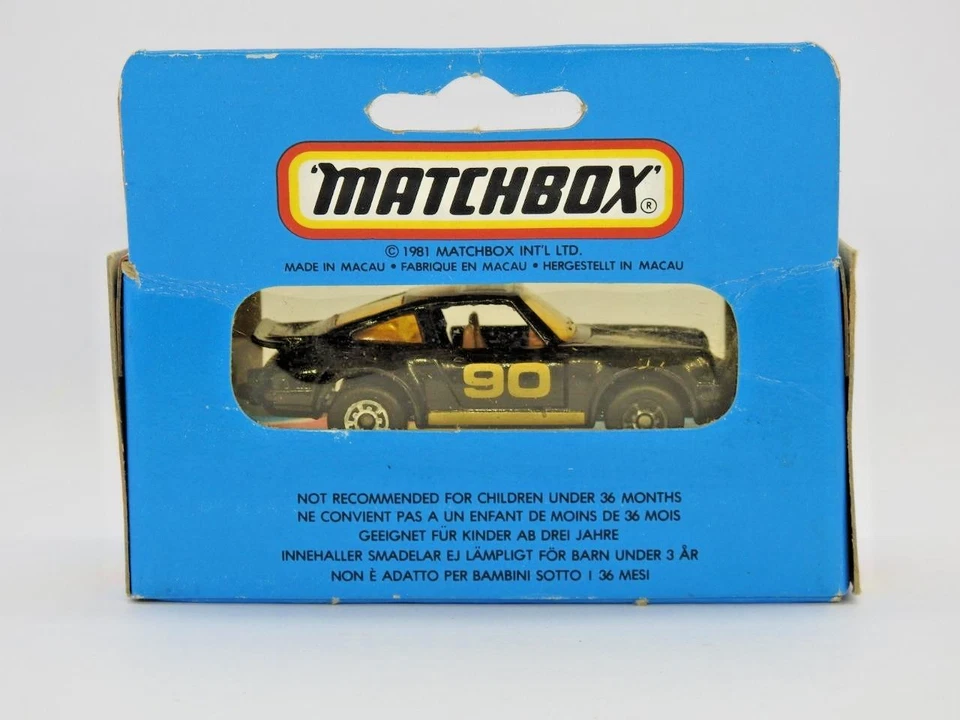 'MATCHBOX'®
© 1981 MATCHBOX INT'L LTD.
MADE IN MACAU • FABRIQUE EN MACAU • HERGESTELLT IN MACAU
90
NOT RECOMMENDED FOR CHILDREN UNDER 36 MONTHS
NE CONVIENT PAS A UN ENFANT DE MOINS DE 36 MOIS
GEEIGNET FÜR KINDER AB DREI JAHRE
INNEHALLER SMADELAR EJ LÄMPLIGT FÖR BARN UNDER 3 ÅR
NON È ADATTO PER BAMBINI SOTTO I 36 MESI